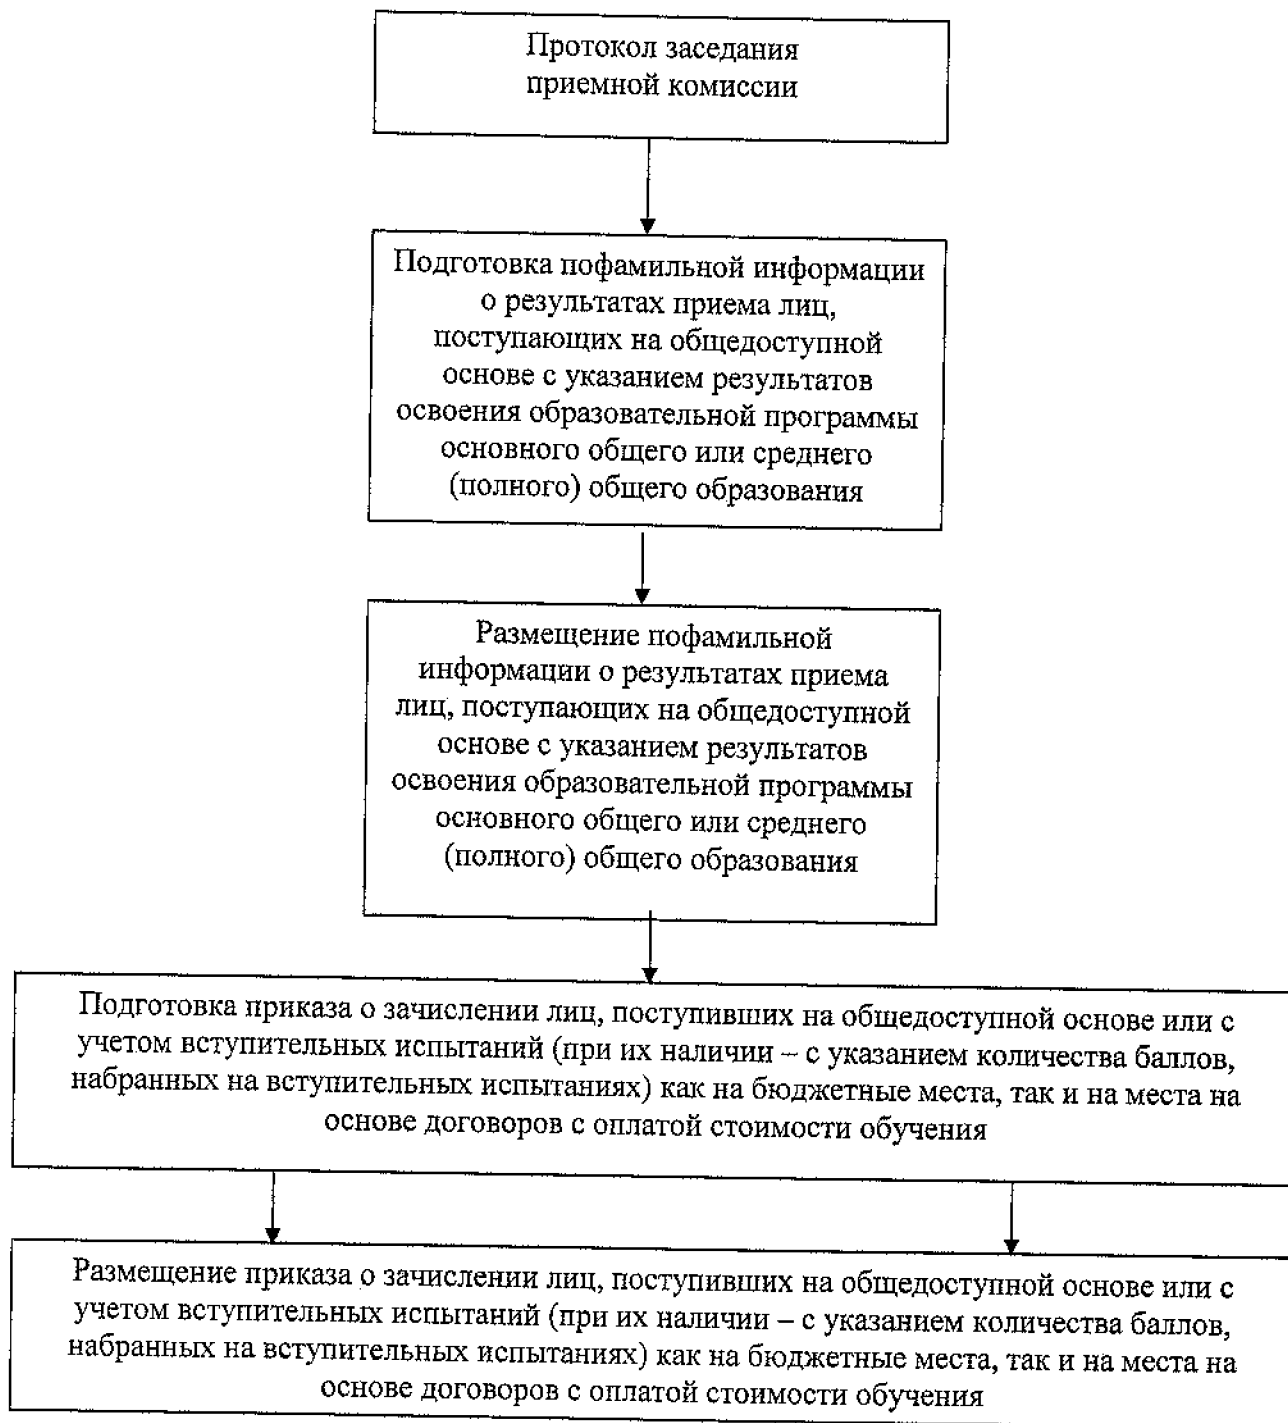 Протокол заседания
приемной комиссии
Подготовка пофамильной информации
о результатах приема лиц,
поступающих на общедоступной
основе с указанием результатов
освоения образовательной программы
основного общего или среднего
(полного) общего образования
Размещение пофамильной
информации о результатах приема
лиц, поступающих на общедоступной
основе с указанием результатов
освоения образовательной программы
основного общего или среднего
(полного) общего образования
Подготовка приказа о зачислении лиц, поступивших на общедоступной основе или с
учетом вступительных испытаний (при их наличии – с указанием количества баллов,
набранных на вступительных испытаниях) как на бюджетные места, так и на места на
основе договоров с оплатой стоимости обучения
Размещение приказа о зачислении лиц, поступивших на общедоступной основе или с
учетом вступительных испытаний (при их наличии – с указанием количества баллов,
набранных на вступительных испытаниях) как на бюджетные места, так и на места на
основе договоров с оплатой стоимости обучения